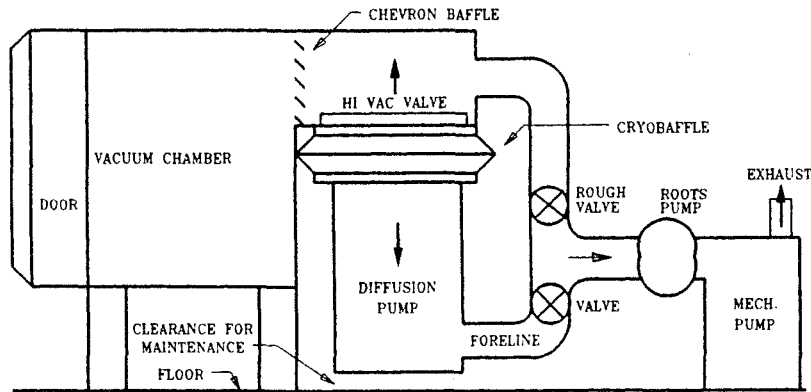 CHEVRON BAFFLE
HI VAC VALVE
CRYOBAFFLE
VACUUM CHAMBER
DOOR
EXHAUST
ROUGH
VALVE
ROOTS
PUMP
DIFFUSION
PUMP
VALVE
MECH.
PUMP
CLEARANCE FOR
MAINTENANCE
FORELINE
FLOOR